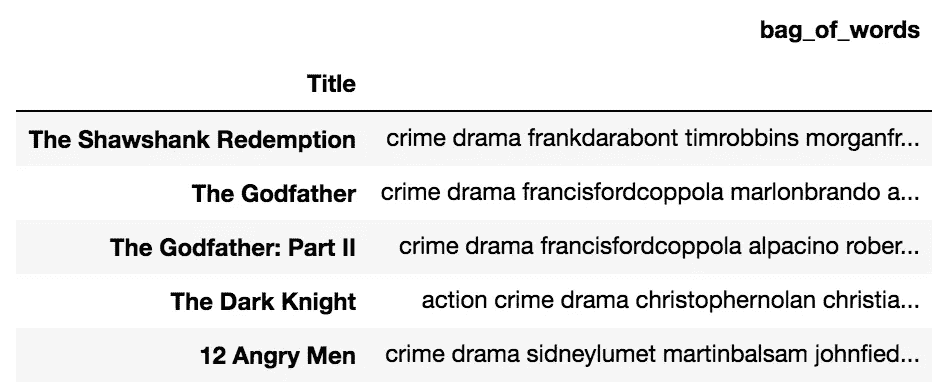 bag_of_words
Title
The Shawshank Redemption crime drama frankdarabont timrobbins morganfr...
The Godfather crime drama francisfordcoppola marlonbrando a...
The Godfather: Part II crime drama francisfordcoppola alpacino rober...
The Dark Knight action crime drama christophernolan christia...
12 Angry Men crime drama sidneylumet martinbalsam johnfied...